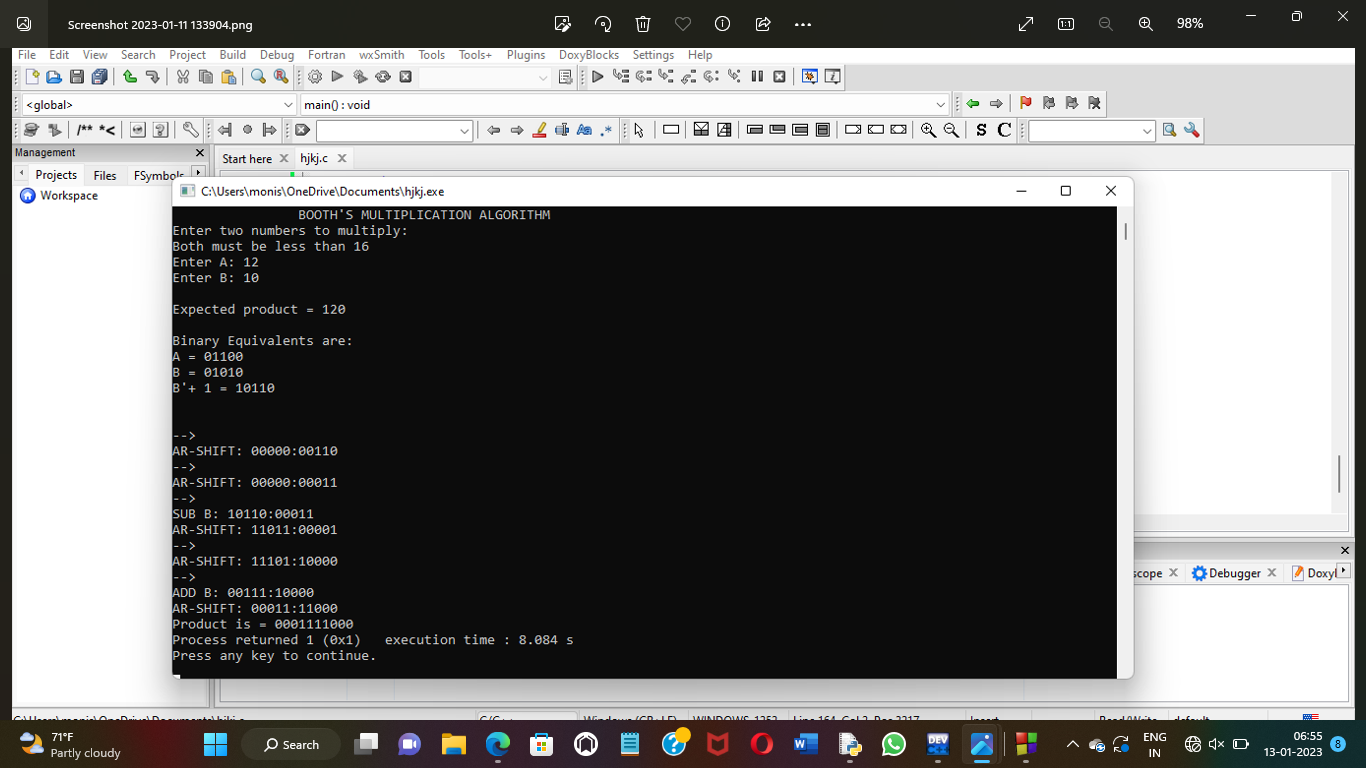 Screenshot 2023-01-11 133904.png
98%
File Edit View Search Project Build Debug Fortran wxSmith Tools Tools+ Plugins DoxyBlocks Settings Help
<global>
main() : void
/** *<
S C
Management
Projects Files FSymbols
Workspace
Start here hjkj.c
C:\Users\monis\OneDrive\Documents\hjkj.exe
BOOTH'S MULTIPLICATION ALGORITHM
Enter two numbers to multiply:
Both must be less than 16
Enter A: 12
Enter B: 10
Expected product = 120
Binary Equivalents are:
A = 01100
B = 01010
B'+ 1 = 10110
-->
AR-SHIFT: 00000:00110
-->
AR-SHIFT: 00000:00011
-->
SUB B: 10110:00011
AR-SHIFT: 11011:00001
-->
AR-SHIFT: 11101:10000
-->
ADD B: 00111:10000
AR-SHIFT: 00011:11000
Product is = 0001111000
Process returned 1 (0x1) execution time : 8.084 s
Press any key to continue.
scope Debugger
71°F
Partly cloudy
Search
DEV
ENG
IN
06:55
13-01-2023
8